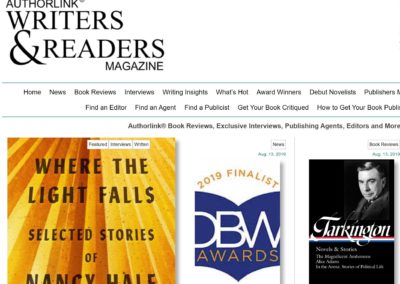 AUTHORLINK®
WRITERS
&READERS
MAGAZINE
Home News Book Reviews Interviews Writing Insights What's Hot Award Winners Debut Novelists Publishers M
Find an Editor Find an Agent Find a Publicist Get Your Book Critiqued How to Get Your Book Publis
Authorlink® Book Reviews, Exclusive Interviews, Publishing Agents, Editors and More
Featured Interviews Written
News
Book Reviews
Aug, 13, 2019
Aug, 13, 2019
WHERE THE
LIGHT FALLS
SELECTED STORIES
OF
NANCY HALE
2019 FINALIST
DBW
AWARDS
Tarkington
Novels & Stories
The Magnificent Ambersons
Alice Adams
In the Arena: Stories of Political Life